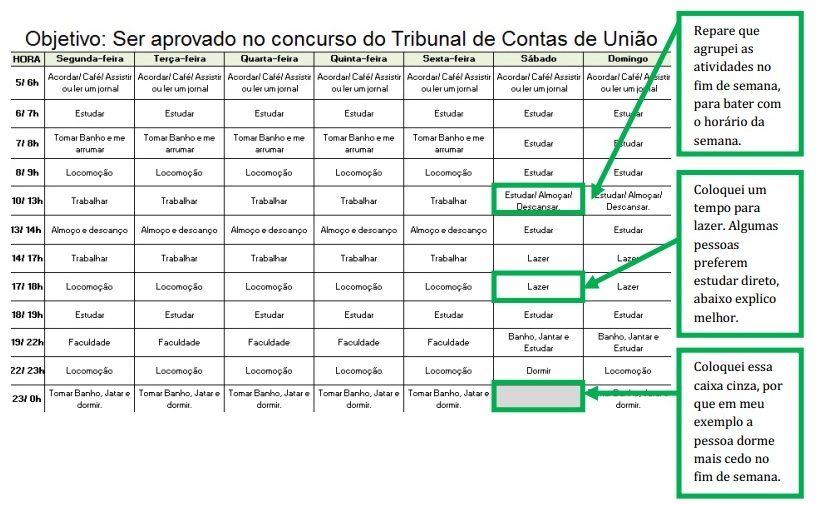 Objetivo: Ser aprovado no concurso do Tribunal de Contas de União
HORA Segunda-feira Terça-feira Quarta-feira Quinta-feira Sexta-feira Sábado Domingo
5/ 6h Acordar/ Café/ Assistir ou ler um jornal Acordar/ Café/ Assistir ou ler um jornal Acordar/ Café/ Assistir ou ler um jornal Acordar/ Café/ Assistir ou ler um jornal Acordar/ Café/ Assistir ou ler um jornal Acordar/ Café/ Assistir ou ler um jornal Acordar/ Café/ Assistir ou ler um jornal
6/ 7h Estudar Estudar Estudar Estudar Estudar Estudar Estudar
7/ 8h Tomar Banho e me arrumar Tomar Banho e me arrumar Tomar Banho e me arrumar Tomar Banho e me arrumar Tomar Banho e me arrumar Estudar Estudar
8/ 9h Locomoção Locomoção Locomoção Locomoção Locomoção Estudar Estudar
10/ 13h Trabalhar Trabalhar Trabalhar Trabalhar Trabalhar Estudar/ Almoçar/ Descansar. Estudar/ Almoçar/ Descansar.
13/ 14h Almoço e descanço Almoço e descanço Almoço e descanço Almoço e descanço Almoço e descanço Estudar Estudar
14/ 17h Trabalhar Trabalhar Trabalhar Trabalhar Trabalhar Lazer Lazer
17/ 18h Locomoção Locomoção Locomoção Locomoção Locomoção Lazer Lazer
18/ 19h Estudar Estudar Estudar Estudar Estudar Estudar Estudar
19/ 22h Faculdade Faculdade Faculdade Faculdade Faculdade Banho, Jantar e Estudar Banho, Jantar e Estudar
22/ 23h Locomoção Locomoção Locomoção Locomoção Locomoção Dormir Locomoção
23/ 0h Tomar Banho, Jatar e dormir. Tomar Banho, Jatar e dormir. Tomar Banho, Jatar e dormir. Tomar Banho, Jatar e dormir. Tomar Banho, Jatar e dormir. Banho, dormir.
Repare que
agrupei as
atividades no
fim de semana,
para bater com
o horário da
semana.
Coloquei um
tempo para
lazer. Algumas
pessoas
preferem
estudar direto,
abaixo explico
melhor.
Coloquei essa
caixa cinza, por
que em meu
exemplo a
pessoa dorme
mais cedo no
fim de semana.